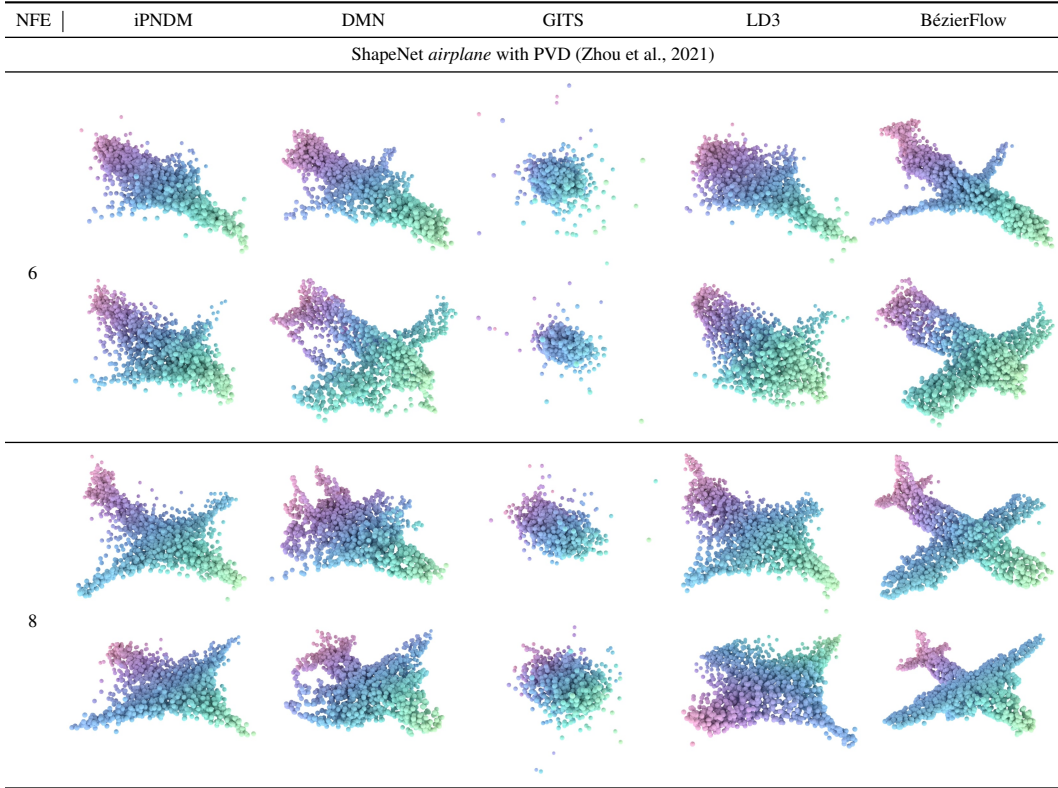 NFE iPNDM DMN GITS LD3 BézierFlow
ShapeNet airplane with PVD (Zhou et al., 2021)
6
8